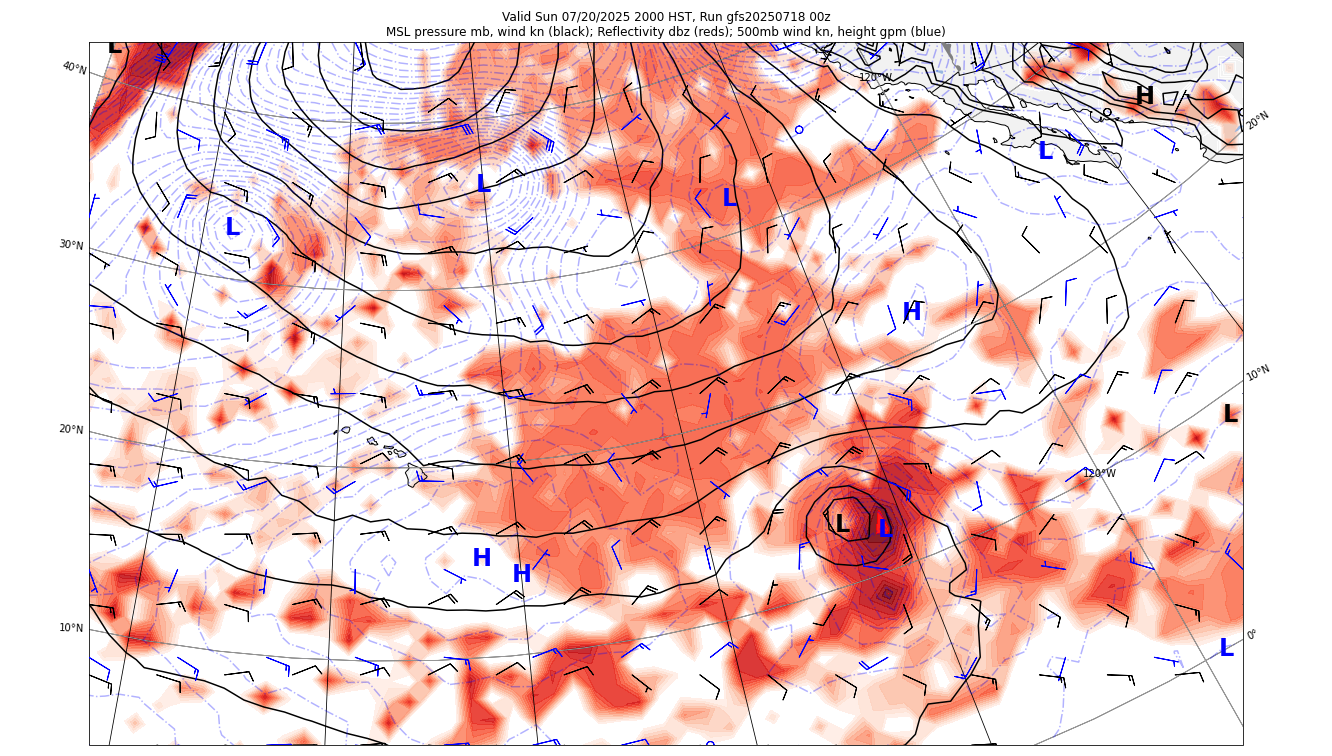 Valid Sun 07/20/2025 2000 HST, Run gfs20250718 00z
MSL pressure mb, wind kn (black); Reflectivity dbz (reds); 500mb wind kn, height gpm (blue)
L
40°N
120°W
H
20°N
L
L
L
L
30°N
H
10°N
L
20°N
120°W
L
L
H
H
10°N
0°
L